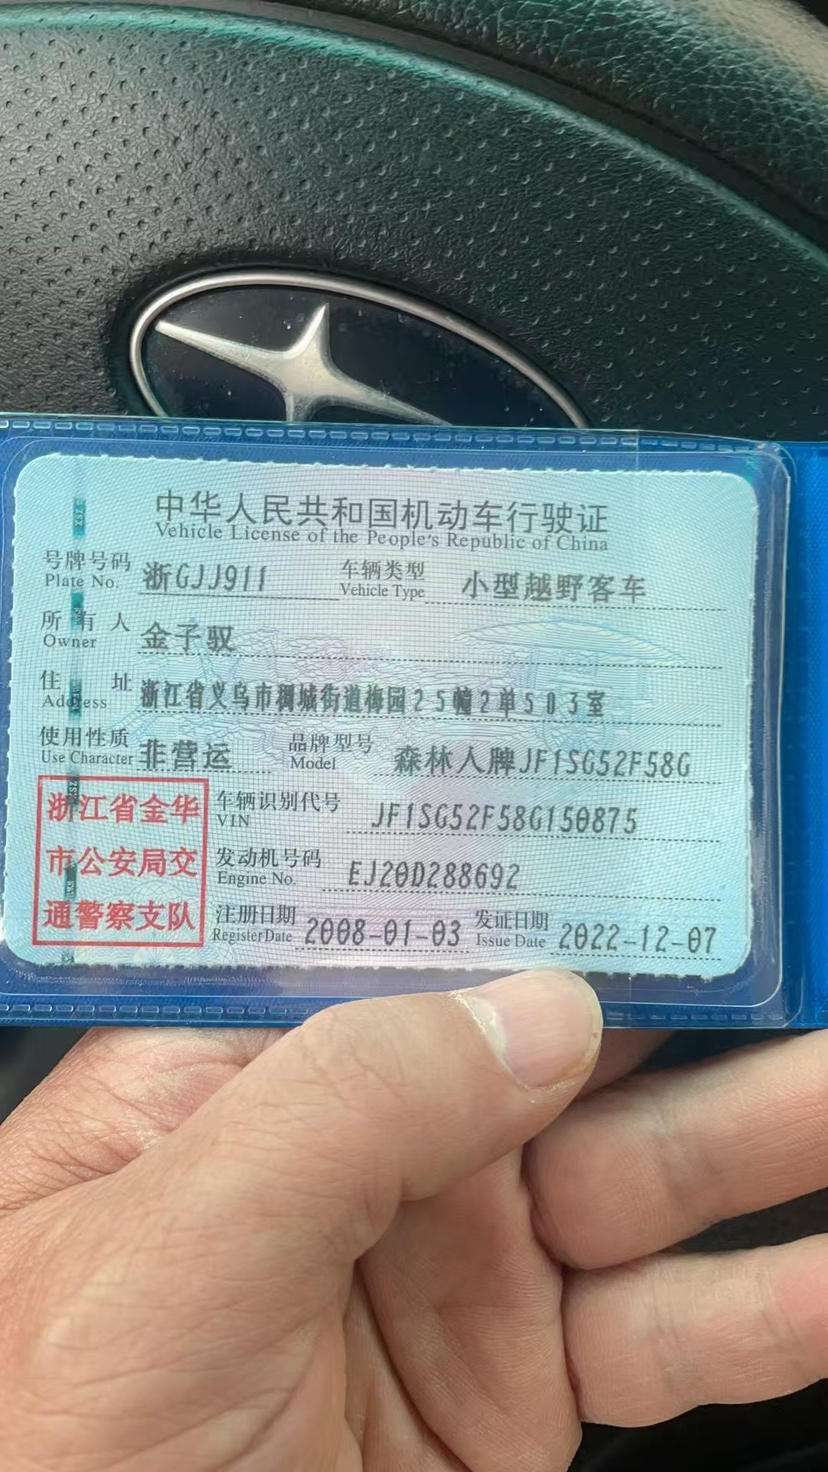 中华人民共和国机动车行驶证
Vehicle License of the People's Republic of China
号牌号码 浙GJJ911 车辆类型 小型越野客车
Plate No. Vehicle Type
所有人 金子驭
Owner
住址 浙江省义乌市稠城街道梅园25幢2单503室
Address
使用性质 非营运 品牌型号 森林人牌JF1SG52F58G
Use Character Model
浙江省金华
市公安局交
通警察支队
车辆识别代号 JF1SG52F58G150875
VIN
发动机号码 EJ20D288692
Engine No.
注册日期 2008-01-03 发证日期 2022-12-07
Register Date Issue Date